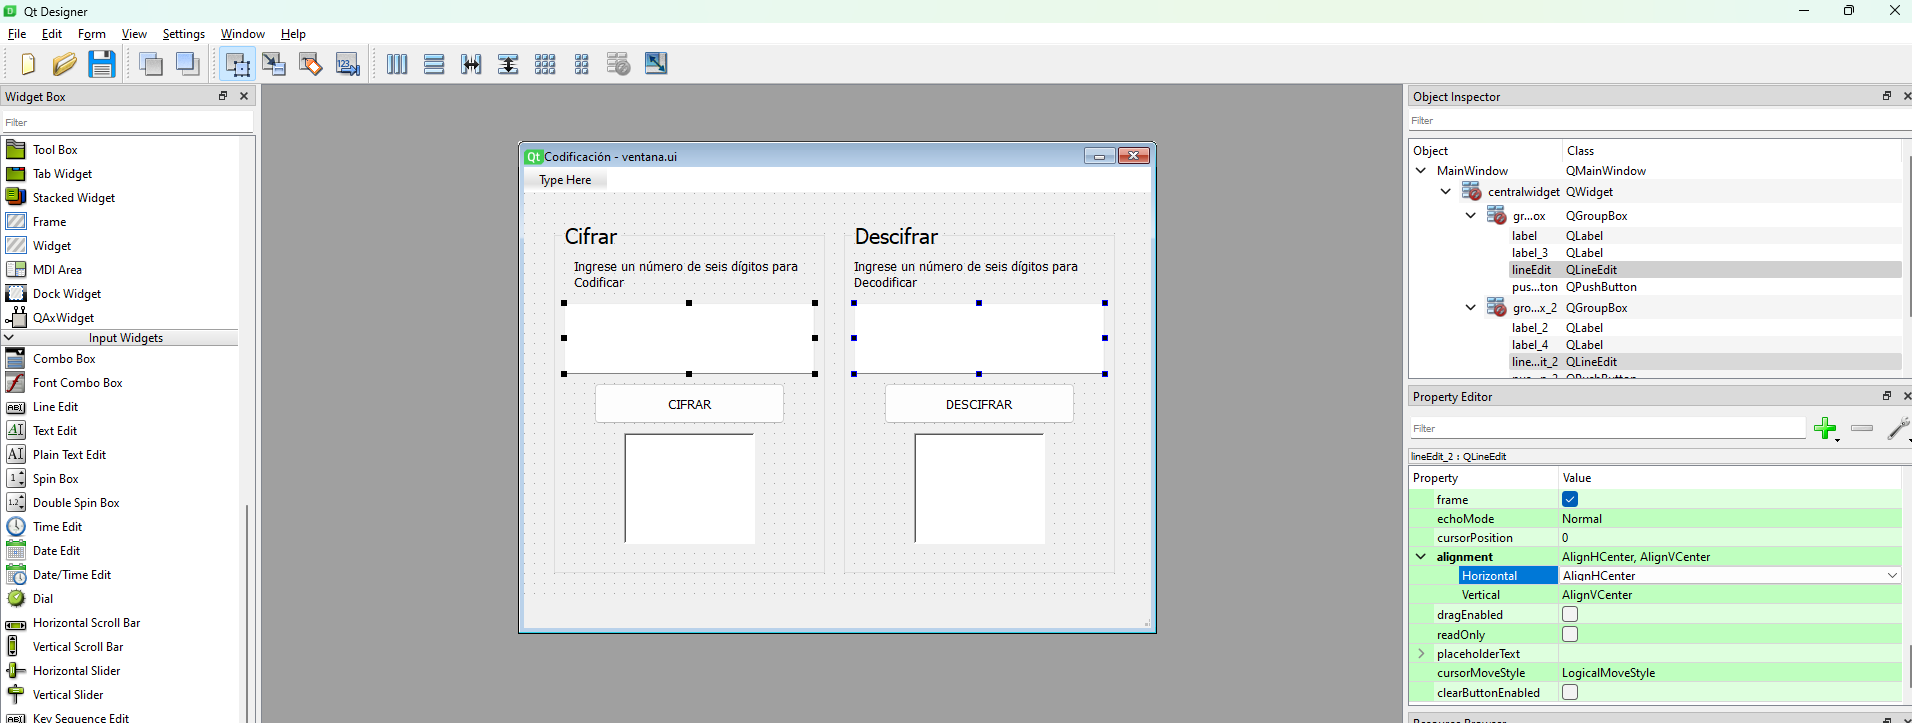 Qt Designer
File Edit Form View Settings Window Help
Widget Box
Filter
Tool Box
Tab Widget
Stacked Widget
Frame
Widget
MDI Area
Dock Widget
QAxWidget
Input Widgets
Combo Box
Font Combo Box
Line Edit
Text Edit
Plain Text Edit
Spin Box
Double Spin Box
Time Edit
Date Edit
Date/Time Edit
Dial
Horizontal Scroll Bar
Vertical Scroll Bar
Horizontal Slider
Vertical Slider
Key Sequence Edit
Codificación - ventana.ui
Type Here
Cifrar
Ingrese un número de seis dígitos para
Codificar
CIFRAR
Descifrar
Ingrese un número de seis dígitos para
Decodificar
DESCIFRAR
Object Inspector
Filter
Object Class
MainWindow QMainWindow
centralwidget QWidget
gr...ox QGroupBox
label QLabel
label_3 QLabel
lineEdit QLineEdit
pus...ton QPushButton
gro...x_2 QGroupBox
label_2 QLabel
label_4 QLabel
line...it_2 QLineEdit
QPushButton
Property Editor
Filter
lineEdit_2 : QLineEdit
Property Value
frame
echoMode Normal
cursorPosition 0
alignment AlignHCenter, AlignVCenter
Horizontal AlignHCenter
Vertical AlignVCenter
dragEnabled
readOnly
placeholderText
cursorMoveStyle LogicalMoveStyle
clearButtonEnabled
Resource Browser